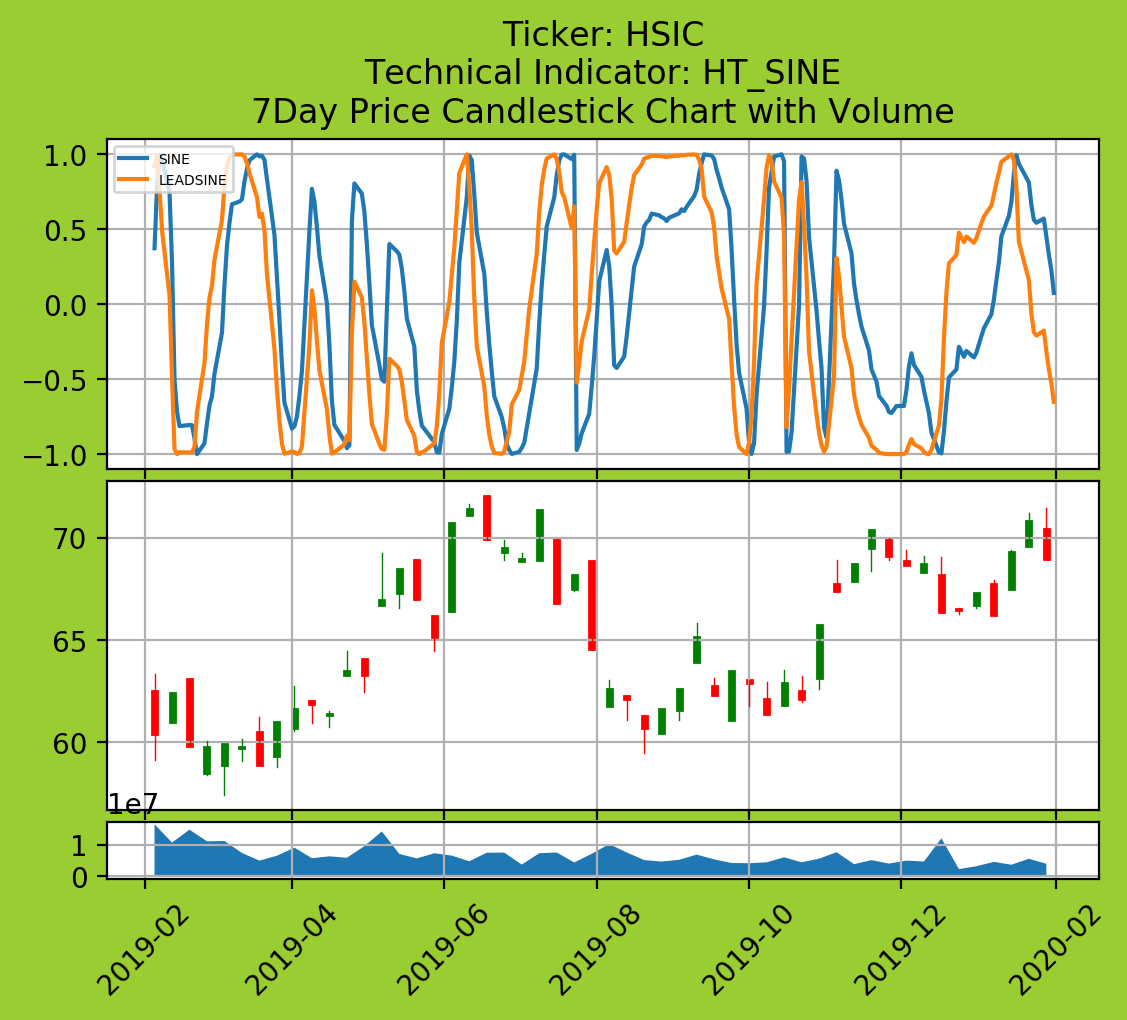 Ticker: HSIC
Technical Indicator: HT_SINE
7Day Price Candlestick Chart with Volume
SINE
LEADSINE
1.0
0.5
0.0
−0.5
−1.0
70
65
60
1e7
1
0
2019-02
2019-04
2019-06
2019-08
2019-10
2019-12
2020-02